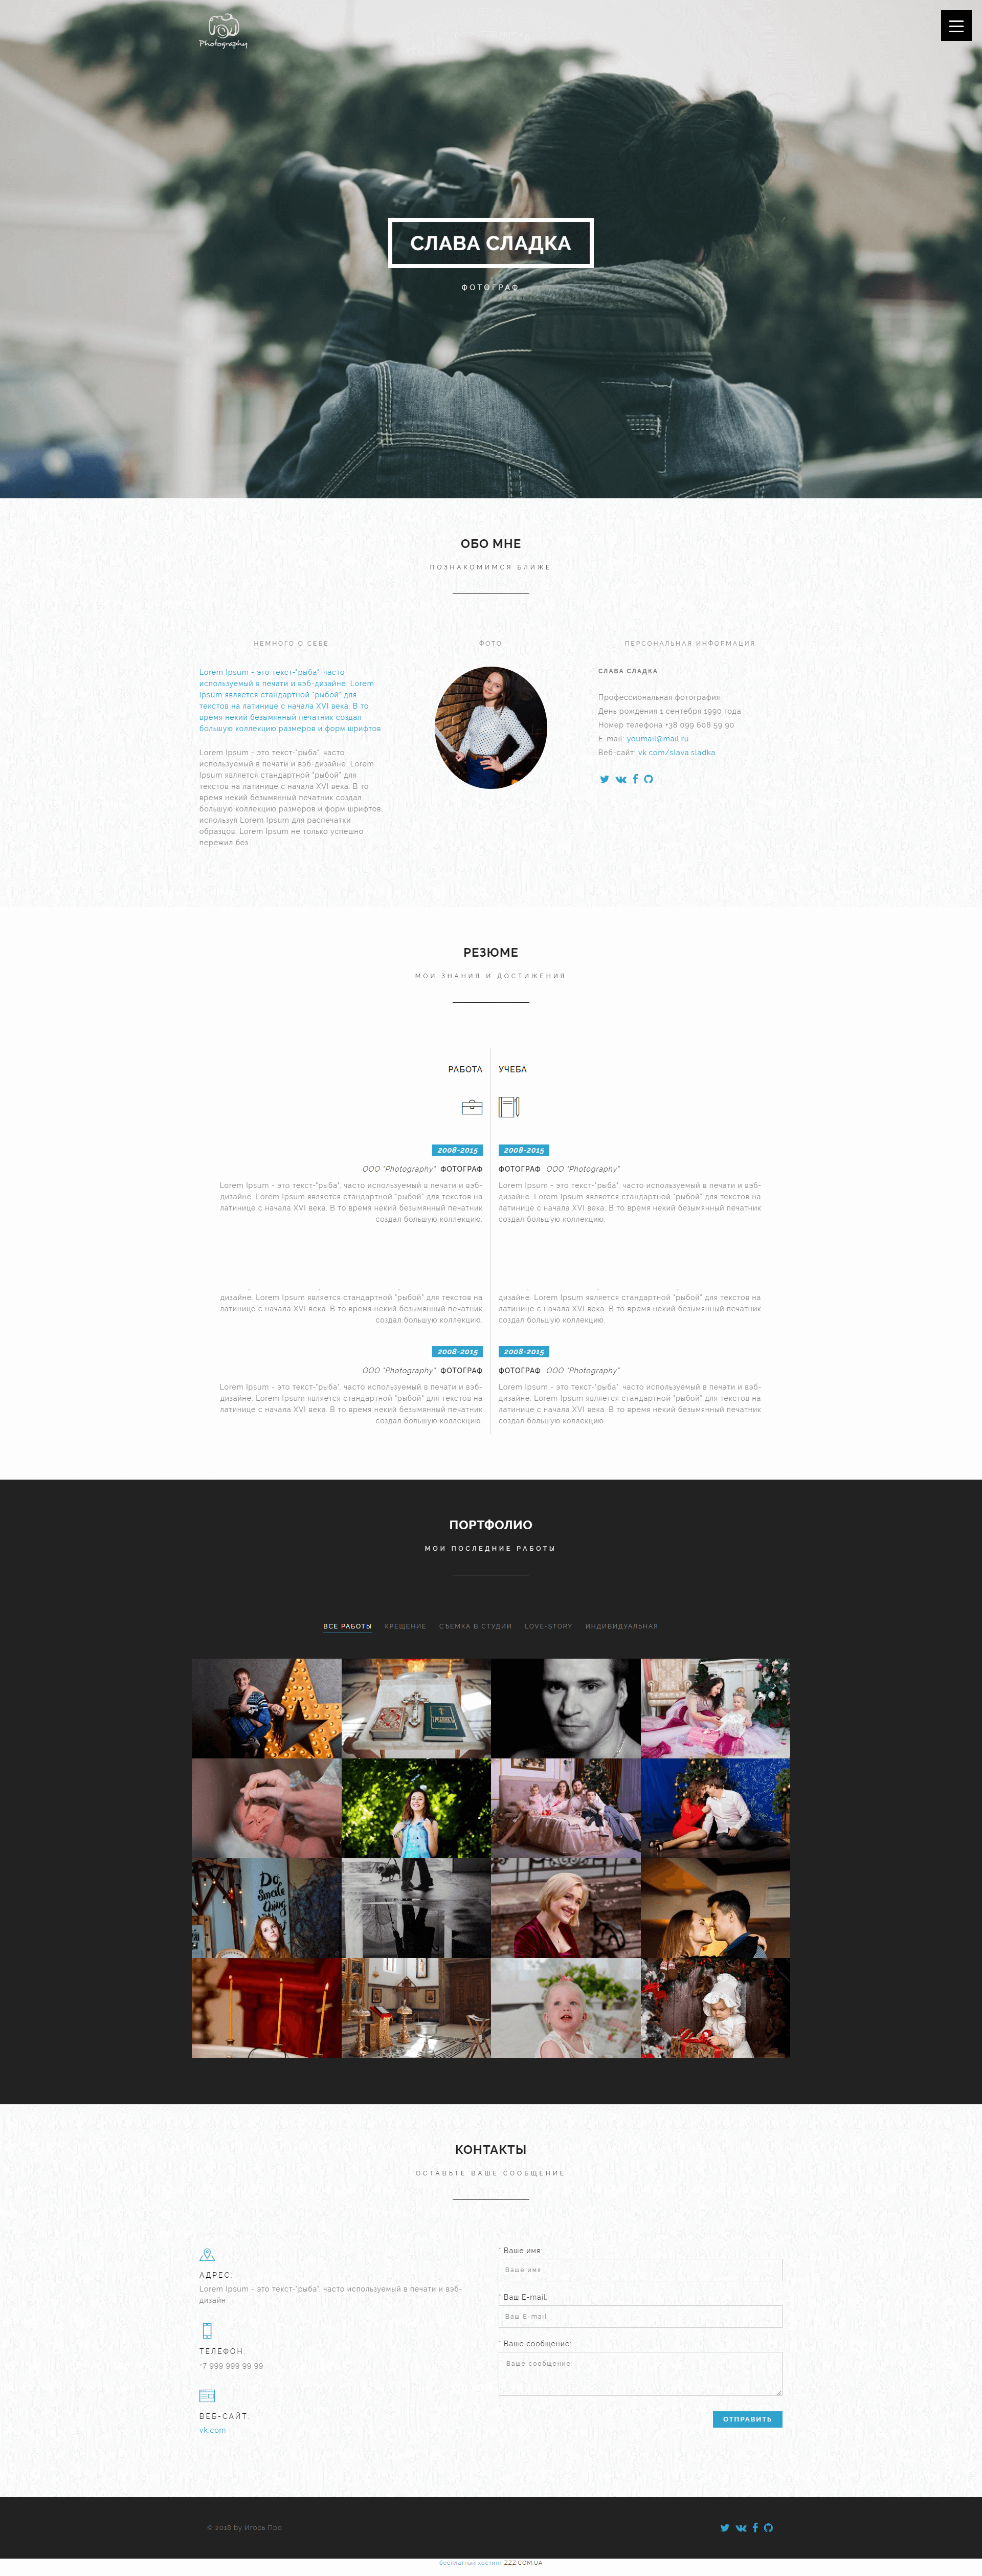 Photography
СЛАВА СЛАДКА
ФОТОГРАФ
ОБО МНЕ
ПОЗНАКОМИМСЯ БЛИЖЕ
НЕМНОГО О СЕБЕ
Lorem Ipsum - это текст-"рыба", часто
используемый в печати и вэб-дизайне. Lorem
Ipsum является стандартной "рыбой" для
текстов на латинице с начала XVI века. В то
время некий безымянный печатник создал
большую коллекцию размеров и форм шрифтов
Lorem Ipsum - это текст-"рыба", часто
используемый в печати и вэб-дизайне. Lorem
Ipsum является стандартной "рыбой" для
текстов на латинице с начала XVI века. В то
время некий безымянный печатник создал
большую коллекцию размеров и форм шрифтов,
используя Lorem Ipsum для распечатки
образцов. Lorem Ipsum не только успешно
пережил без
ФОТО
ПЕРСОНАЛЬНАЯ ИНФОРМАЦИЯ
СЛАВА СЛАДКА
Профессиональная фотография
День рождения 1 сентября 1990 года
Номер телефона +38 099 608 59 90
E-mail: youmail@mail.ru
Веб-сайт: vk.com/slava.sladka
РЕЗЮМЕ
МОИ ЗНАНИЯ И ДОСТИЖЕНИЯ
РАБОТА
2008-2015
ООО "Photography" ФОТОГРАФ
Lorem Ipsum - это текст-"рыба", часто используемый в печати и вэб-
дизайне. Lorem Ipsum является стандартной "рыбой" для текстов на
латинице с начала XVI века. В то время некий безымянный печатник
создал большую коллекцию.
дизайне. Lorem Ipsum является стандартной "рыбой" для текстов на
латинице с начала XVI века. В то время некий безымянный печатник
создал большую коллекцию.
2008-2015
ООО "Photography" ФОТОГРАФ
Lorem Ipsum - это текст-"рыба", часто используемый в печати и вэб-
дизайне. Lorem Ipsum является стандартной "рыбой" для текстов на
латинице с начала XVI века. В то время некий безымянный печатник
создал большую коллекцию.
УЧЕБА
2008-2015
ФОТОГРАФ ООО "Photography"
Lorem Ipsum - это текст-"рыба", часто используемый в печати и вэб-
дизайне. Lorem Ipsum является стандартной "рыбой" для текстов на
латинице с начала XVI века. В то время некий безымянный печатник
создал большую коллекцию.
дизайне. Lorem Ipsum является стандартной "рыбой" для текстов на
латинице с начала XVI века. В то время некий безымянный печатник
создал большую коллекцию.
2008-2015
ФОТОГРАФ ООО "Photography"
Lorem Ipsum - это текст-"рыба", часто используемый в печати и вэб-
дизайне. Lorem Ipsum является стандартной "рыбой" для текстов на
латинице с начала XVI века. В то время некий безымянный печатник
создал большую коллекцию.
ПОРТФОЛИО
МОИ ПОСЛЕДНИЕ РАБОТЫ
ВСЕ РАБОТЫ КРЕЩЕНИЕ СЪЕМКА В СТУДИИ LOVE-STORY ИНДИВИДУАЛЬНАЯ
КОНТАКТЫ
ОСТАВЬТЕ ВАШЕ СООБЩЕНИЕ
АДРЕС:
Lorem Ipsum - это текст-"рыба", часто используемый в печати и вэб-
дизайн
ТЕЛЕФОН:
+7 999 999 99 99
ВЕБ-САЙТ:
vk.com
* Ваше имя
Ваше имя
* Ваш E-mail:
Ваш E-mail
* Ваше сообщение:
Ваше сообщение
ОТПРАВИТЬ
© 2018 by Игорь Про
бесплатный хостинг ZZZ.COM.UA